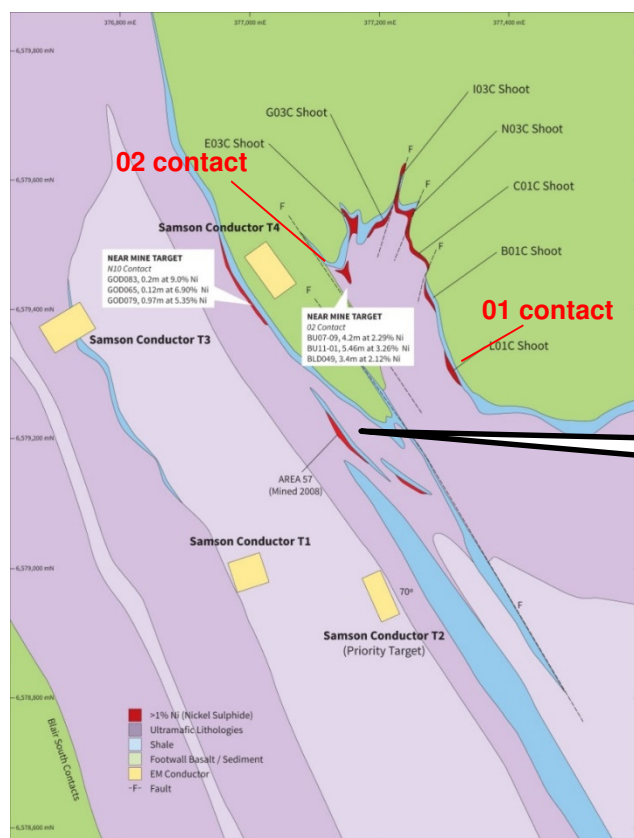 376,800 mE
377,000 mE
377,200 mE
377,400 mE
6,579,800 mN
I03C Shoot
G03C Shoot
N03C Shoot
E03C Shoot
F
02 contact
6,579,600 mN
F
C01C Shoot
F
Samson Conductor T4
F
B01C Shoot
NEAR MINE TARGET
N10 Contact
GOD083, 0.2m at 9.0% Ni
GOD065, 0.12m at 6.90% Ni
GOD079, 0.97m at 5.35% Ni
F
6,579,400 mN
NEAR MINE TARGET
02 Contact
BU07-09, 4.2m at 2.29% Ni
BU11-01, 5.46m at 3.26% Ni
BLD049, 3.4m at 2.12% Ni
01 contact
Samson Conductor T3
L01C Shoot
6,579,200 mN
AREA 57
(Mined 2008)
Samson Conductor T1
6,579,000 mN
70º
F
Samson Conductor T2
(Priority Target)
6,578,800 mN
>1% Ni (Nickel Sulphide)
Ultramafic Lithologies
Shale
Footwall Basalt / Sediment
EM Conductor
-F- Fault
Blair South Contacts
6,578,600 mN